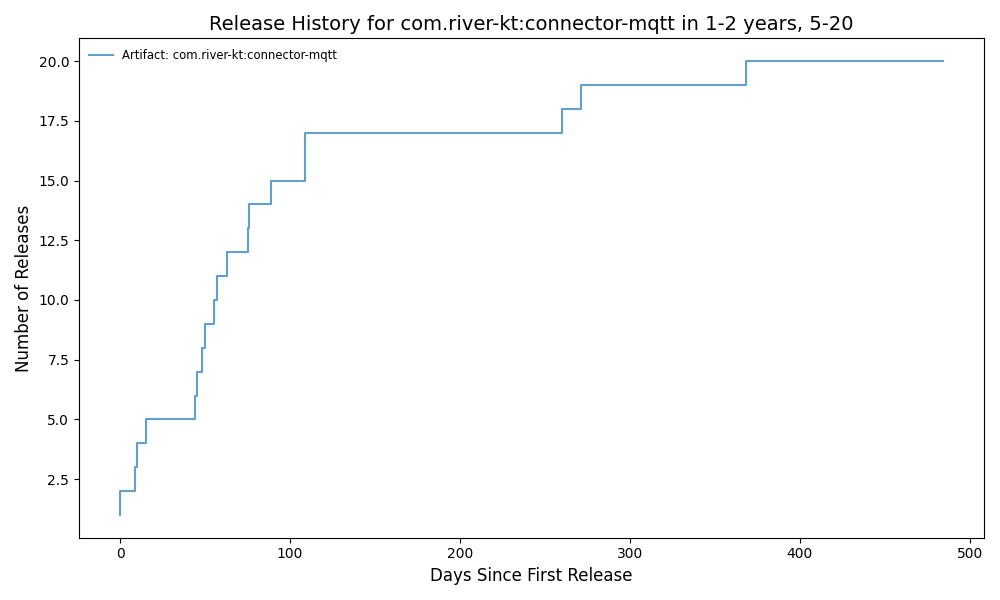 Release History for com.river-kt:connector-mqtt in 1-2 years, 5-20
Artifact: com.river-kt:connector-mqtt
Number of Releases
20.0
17.5
15.0
12.5
10.0
7.5
5.0
2.5
0 100 200 300 400 500
Days Since First Release